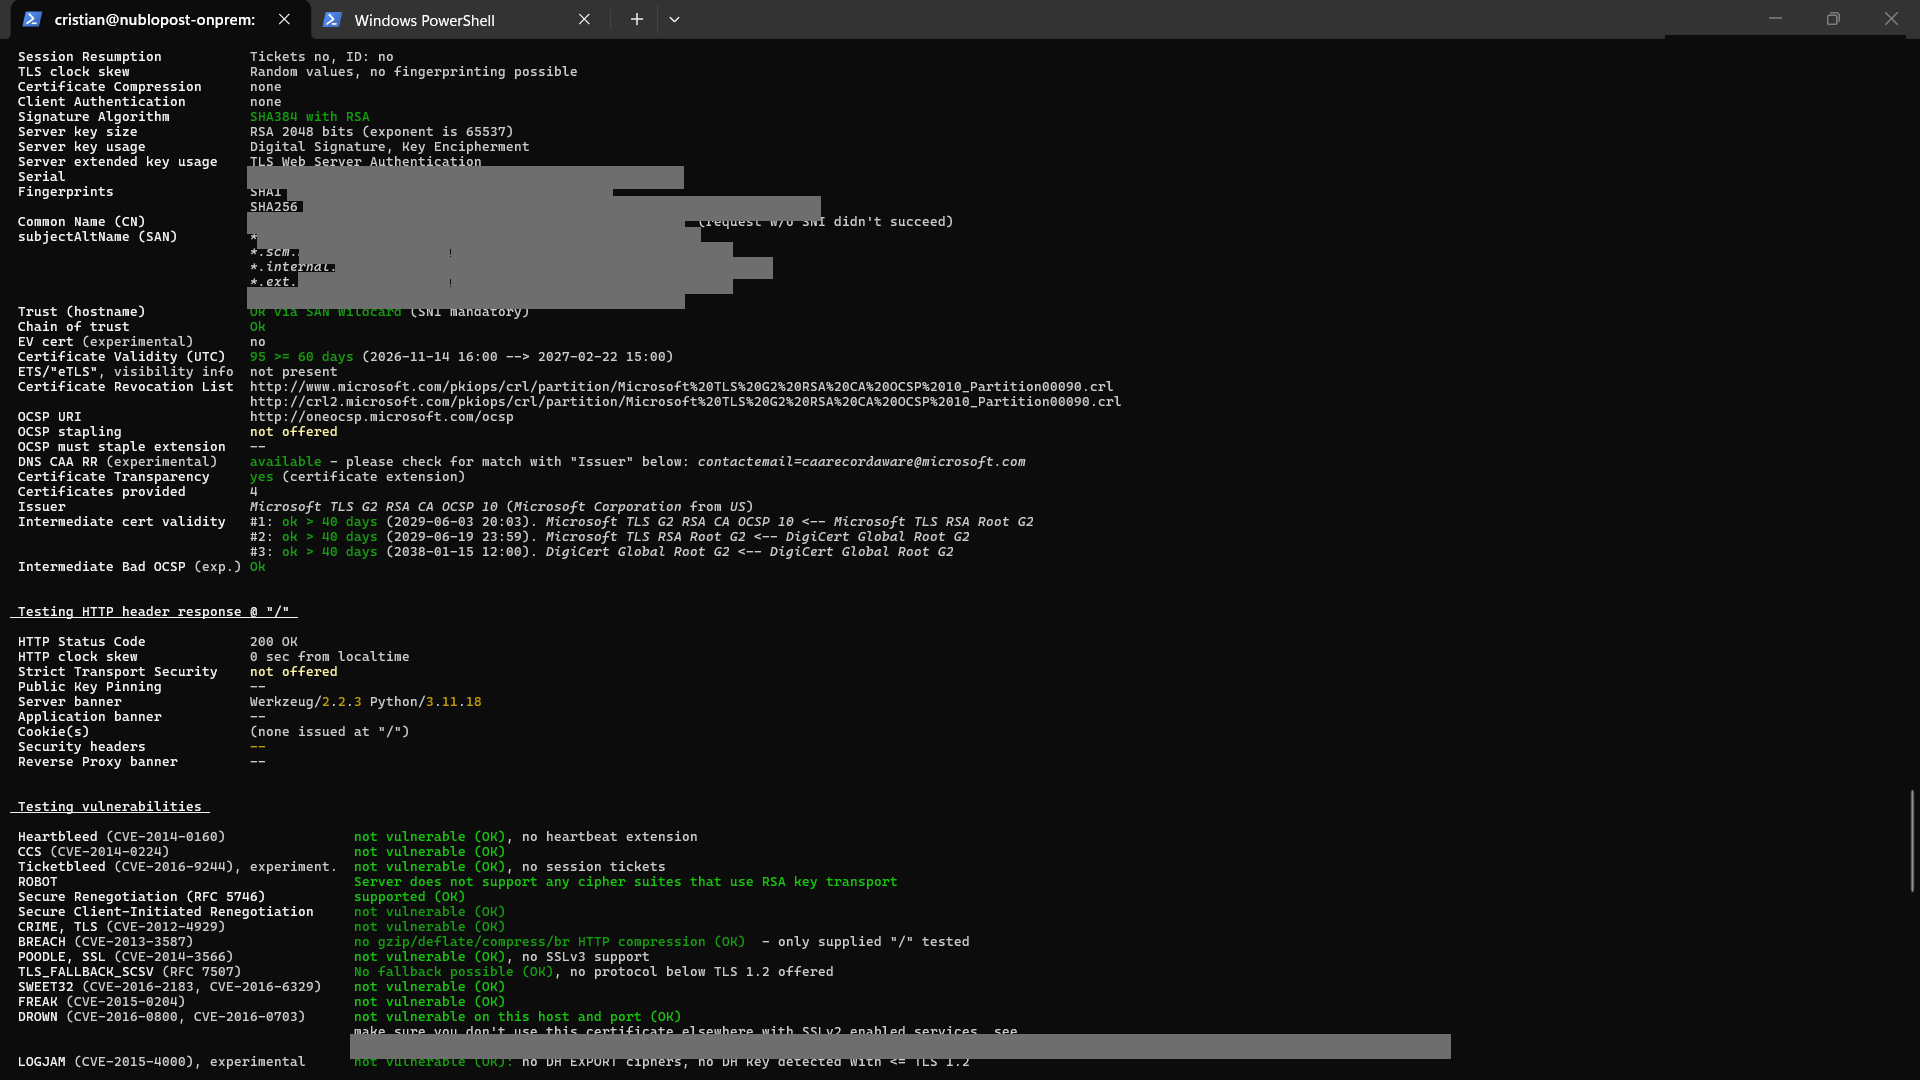 cristian@nublopost-onprem:
Windows PowerShell
Session Resumption Tickets no, ID: no
TLS clock skew Random values, no fingerprinting possible
Certificate Compression none
Client Authentication none
Signature Algorithm SHA384 with RSA
Server key size RSA 2048 bits (exponent is 65537)
Server key usage Digital Signature, Key Encipherment
Server extended key usage TLS Web Server Authentication
Serial
Fingerprints SHA1
SHA256
Common Name (CN) (request w/o SNI didn't succeed)
subjectAltName (SAN) *
*.scm.
*.internal.
*.ext.
Trust (hostname) Ok via SAN wildcard (SNI mandatory)
Chain of trust Ok
EV cert (experimental) no
Certificate Validity (UTC) 95 >= 60 days (2026-11-14 16:00 --> 2027-02-22 15:00)
ETS/"eTLS", visibility info not present
Certificate Revocation List http://www.microsoft.com/pkiops/crl/partition/Microsoft%20TLS%20G2%20RSA%20CA%20OCSP%2010_Partition00090.crl
http://crl2.microsoft.com/pkiops/crl/partition/Microsoft%20TLS%20G2%20RSA%20CA%20OCSP%2010_Partition00090.crl
OCSP URI http://oneocsp.microsoft.com/ocsp
OCSP stapling not offered
OCSP must staple extension --
DNS CAA RR (experimental) available - please check for match with "Issuer" below: contactemail=caarecordaware@microsoft.com
Certificate Transparency yes (certificate extension)
Certificates provided 4
Issuer Microsoft TLS G2 RSA CA OCSP 10 (Microsoft Corporation from US)
Intermediate cert validity #1: ok > 40 days (2029-06-03 20:03). Microsoft TLS G2 RSA CA OCSP 10 <-- Microsoft TLS RSA Root G2
#2: ok > 40 days (2029-06-19 23:59). Microsoft TLS RSA Root G2 <-- DigiCert Global Root G2
#3: ok > 40 days (2038-01-15 12:00). DigiCert Global Root G2 <-- DigiCert Global Root G2
Intermediate Bad OCSP (exp.) Ok
Testing HTTP header response @ "/"
HTTP Status Code 200 OK
HTTP clock skew 0 sec from localtime
Strict Transport Security not offered
Public Key Pinning --
Server banner Werkzeug/2.2.3 Python/3.11.18
Application banner --
Cookie(s) (none issued at "/")
Security headers --
Reverse Proxy banner --
Testing vulnerabilities
Heartbleed (CVE-2014-0160) not vulnerable (OK), no heartbeat extension
CCS (CVE-2014-0224) not vulnerable (OK)
Ticketbleed (CVE-2016-9244), experiment. not vulnerable (OK), no session tickets
ROBOT Server does not support any cipher suites that use RSA key transport
Secure Renegotiation (RFC 5746) supported (OK)
Secure Client-Initiated Renegotiation not vulnerable (OK)
CRIME, TLS (CVE-2012-4929) not vulnerable (OK)
BREACH (CVE-2013-3587) no gzip/deflate/compress/br HTTP compression (OK) - only supplied "/" tested
POODLE, SSL (CVE-2014-3566) not vulnerable (OK), no SSLv3 support
TLS_FALLBACK_SCSV (RFC 7507) No fallback possible (OK), no protocol below TLS 1.2 offered
SWEET32 (CVE-2016-2183, CVE-2016-6329) not vulnerable (OK)
FREAK (CVE-2015-0204) not vulnerable (OK)
DROWN (CVE-2016-0800, CVE-2016-0703) not vulnerable on this host and port (OK)
make sure you don't use this certificate elsewhere with SSLv2 enabled services, see
LOGJAM (CVE-2015-4000), experimental not vulnerable (OK): no DH EXPORT ciphers, no DH key detected with <= TLS 1.2